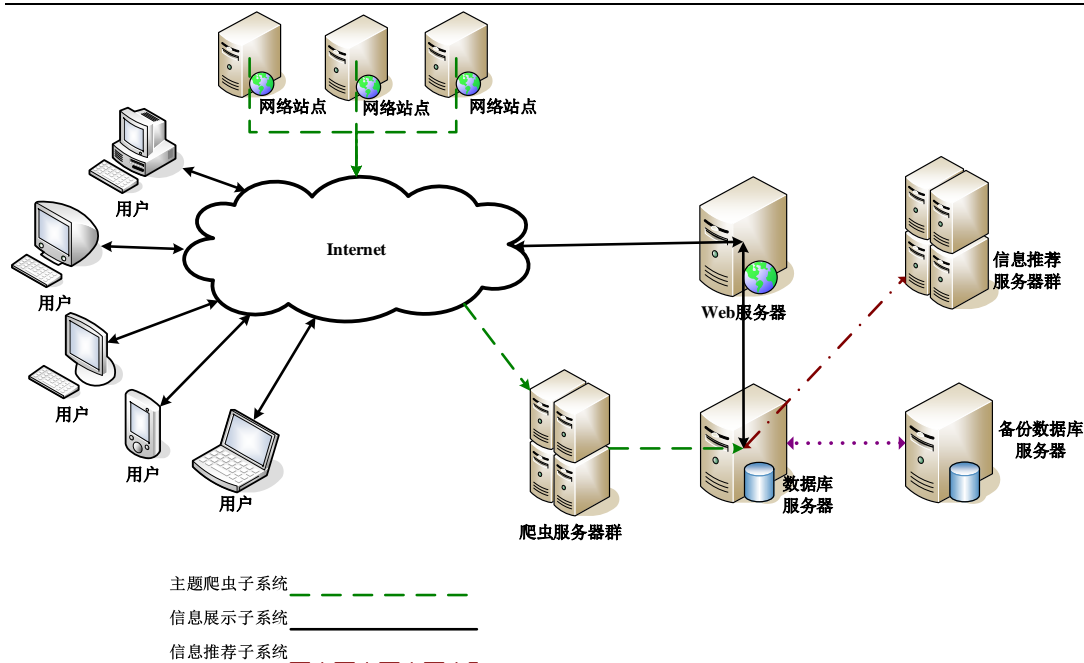 网络站点
网络站点
网络站点
用户
用户
用户
用户
用户
Internet
Web服务器
信息推荐
服务器群
爬虫服务器群
数据库
服务器
备份数据库
服务器
主题爬虫子系统
信息展示子系统
信息推荐子系统